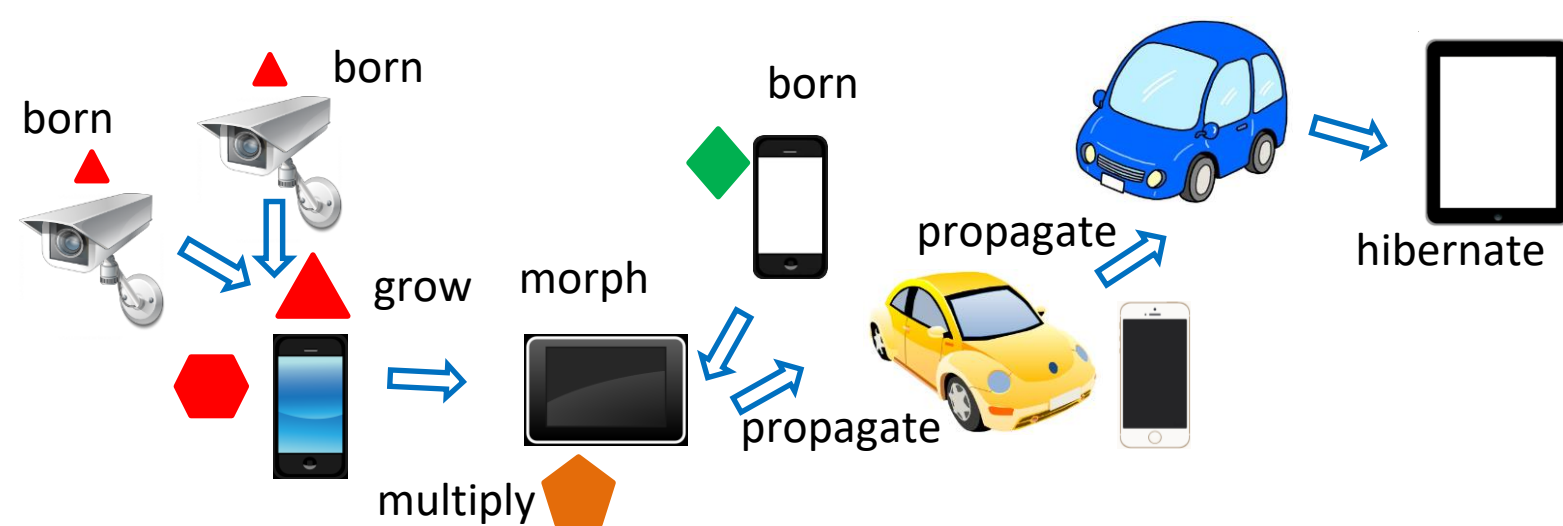 born
born
born
grow
morph
propagate
propagate
hibernate
multiply